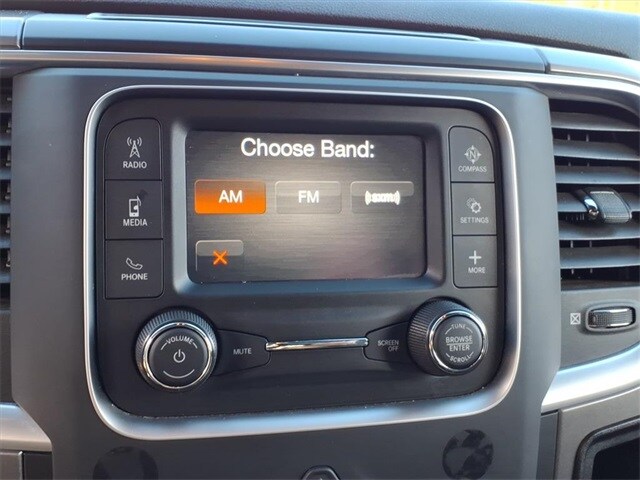 Choose Band:
AM
FM
((SXM))
RADIO
MEDIA
PHONE
N
COMPASS
SETTINGS
MORE
VOLUME
MUTE
SCREEN
OFF
TUNE
BROWSE
ENTER
SCROLL